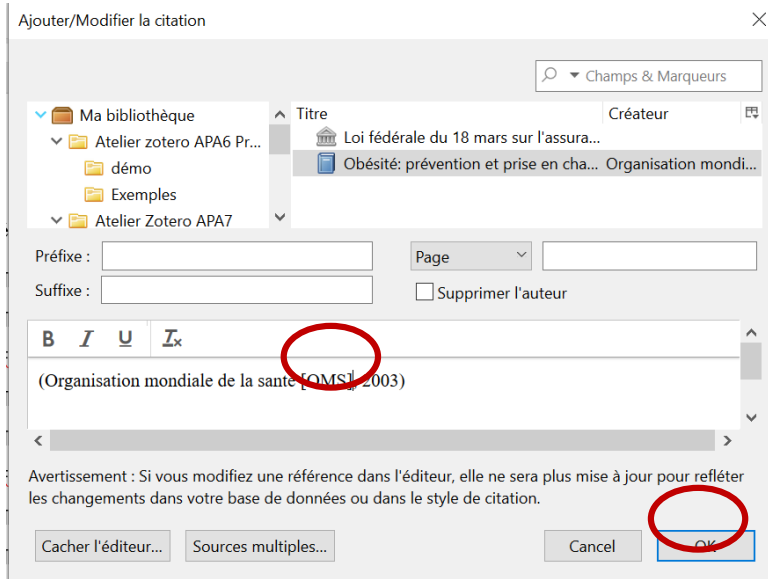 Ajouter/Modifier la citation
Champs & Marqueurs
Ma bibliothèque
Atelier zotero APA6 Pr...
démo
Exemples
Atelier Zotero APA7
Titre Créateur
Loi fédérale du 18 mars sur l'assura...
Obésité: prévention et prise en cha... Organisation mondi...
Préfixe :
Page
Suffixe :
Supprimer l'auteur
B I U Ix
(Organisation mondiale de la santé [OMS], 2003)
Avertissement : Si vous modifiez une référence dans l'éditeur, elle ne sera plus mise à jour pour refléter
les changements dans votre base de données ou dans le style de citation.
Cacher l'éditeur...
Sources multiples...
Cancel
OK